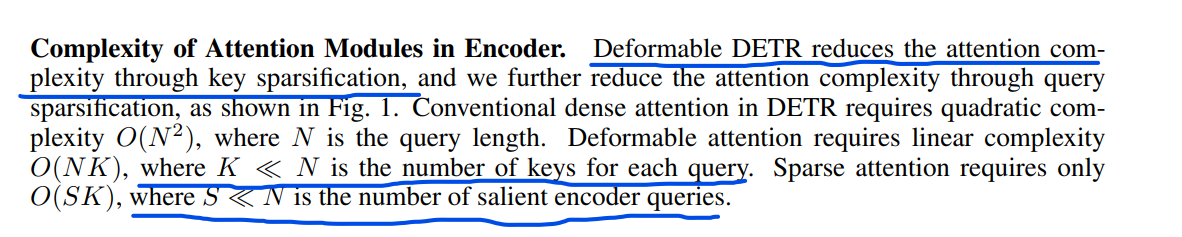 Complexity of Attention Modules in Encoder. Deformable DETR reduces the attention com-
plexity through key sparsification, and we further reduce the attention complexity through query
sparsification, as shown in Fig. 1. Conventional dense attention in DETR requires quadratic com-
plexity O(N²), where N is the query length. Deformable attention requires linear complexity
O(NK), where K ≪ N is the number of keys for each query. Sparse attention requires only
O(SK), where S ≪ N is the number of salient encoder queries.